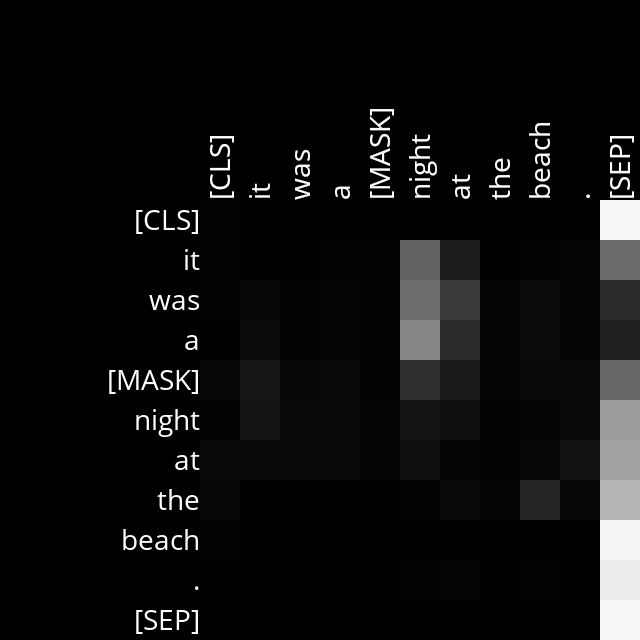 [CLS] it was a [MASK] night at the beach . [SEP]
[CLS]
it
was
a
[MASK]
night
at
the
beach
.
[SEP]